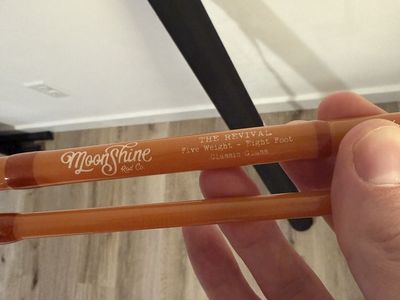 MoonShine
Rod Co.
THE REVIVAL
Five Weight - Eight Foot
Classic Glass